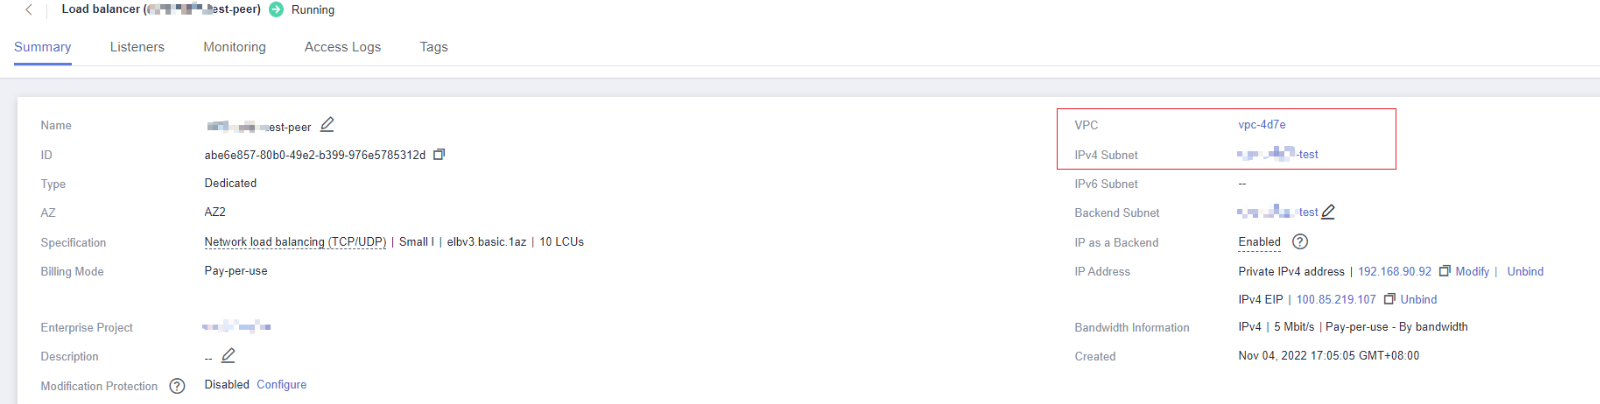 Load balancer ( est-peer) Running
Summary Listeners Monitoring Access Logs Tags
Name est-peer
ID abe6e857-80b0-49e2-b399-976e5785312d
Type Dedicated
AZ AZ2
Specification Network load balancing (TCP/UDP) | Small I | elbv3.basic.1az | 10 LCUs
Billing Mode Pay-per-use
Enterprise Project
Description --
Modification Protection ? Disabled Configure
VPC vpc-4d7e
IPv4 Subnet -test
IPv6 Subnet --
Backend Subnet test
IP as a Backend Enabled ?
IP Address Private IPv4 address | 192.168.90.92 Modify | Unbind
IPv4 EIP | 100.85.219.107 Unbind
Bandwidth Information IPv4 | 5 Mbit/s | Pay-per-use - By bandwidth
Created Nov 04, 2022 17:05:05 GMT+08:00